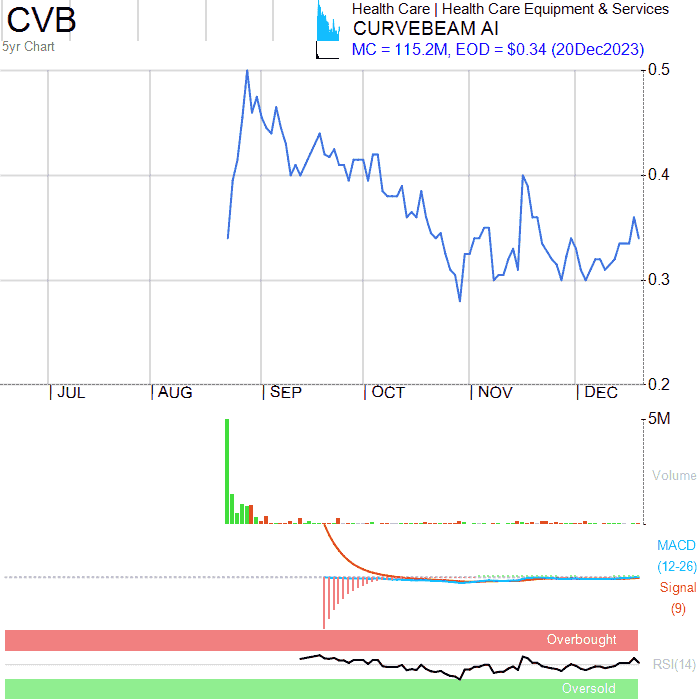 CVB
5yr Chart
Health Care | Health Care Equipment & Services
CURVEBEAM AI
MC = 115.2M, EOD = $0.34 (20Dec2023)
0.5
0.4
0.3
0.2
JUL AUG SEP OCT NOV DEC
5M
Volume
MACD
(12-26)
Signal
(9)
Overbought
RSI(14)
Oversold